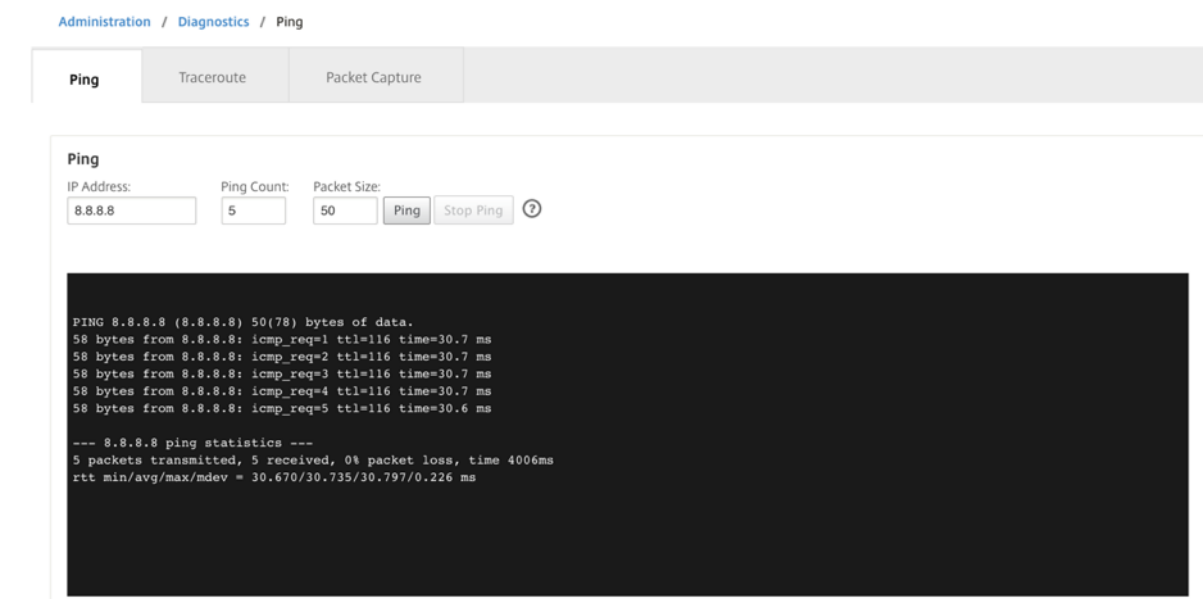 Administration / Diagnostics / Ping
Ping Traceroute Packet Capture
Ping
IP Address: Ping Count: Packet Size:
8.8.8.8 5 50 Ping Stop Ping ?
PING 8.8.8.8 (8.8.8.8) 50(78) bytes of data.
58 bytes from 8.8.8.8: icmp_req=1 ttl=116 time=30.7 ms
58 bytes from 8.8.8.8: icmp_req=2 ttl=116 time=30.7 ms
58 bytes from 8.8.8.8: icmp_req=3 ttl=116 time=30.7 ms
58 bytes from 8.8.8.8: icmp_req=4 ttl=116 time=30.7 ms
58 bytes from 8.8.8.8: icmp_req=5 ttl=116 time=30.6 ms
--- 8.8.8.8 ping statistics ---
5 packets transmitted, 5 received, 0% packet loss, time 4006ms
rtt min/avg/max/mdev = 30.670/30.735/30.797/0.226 ms